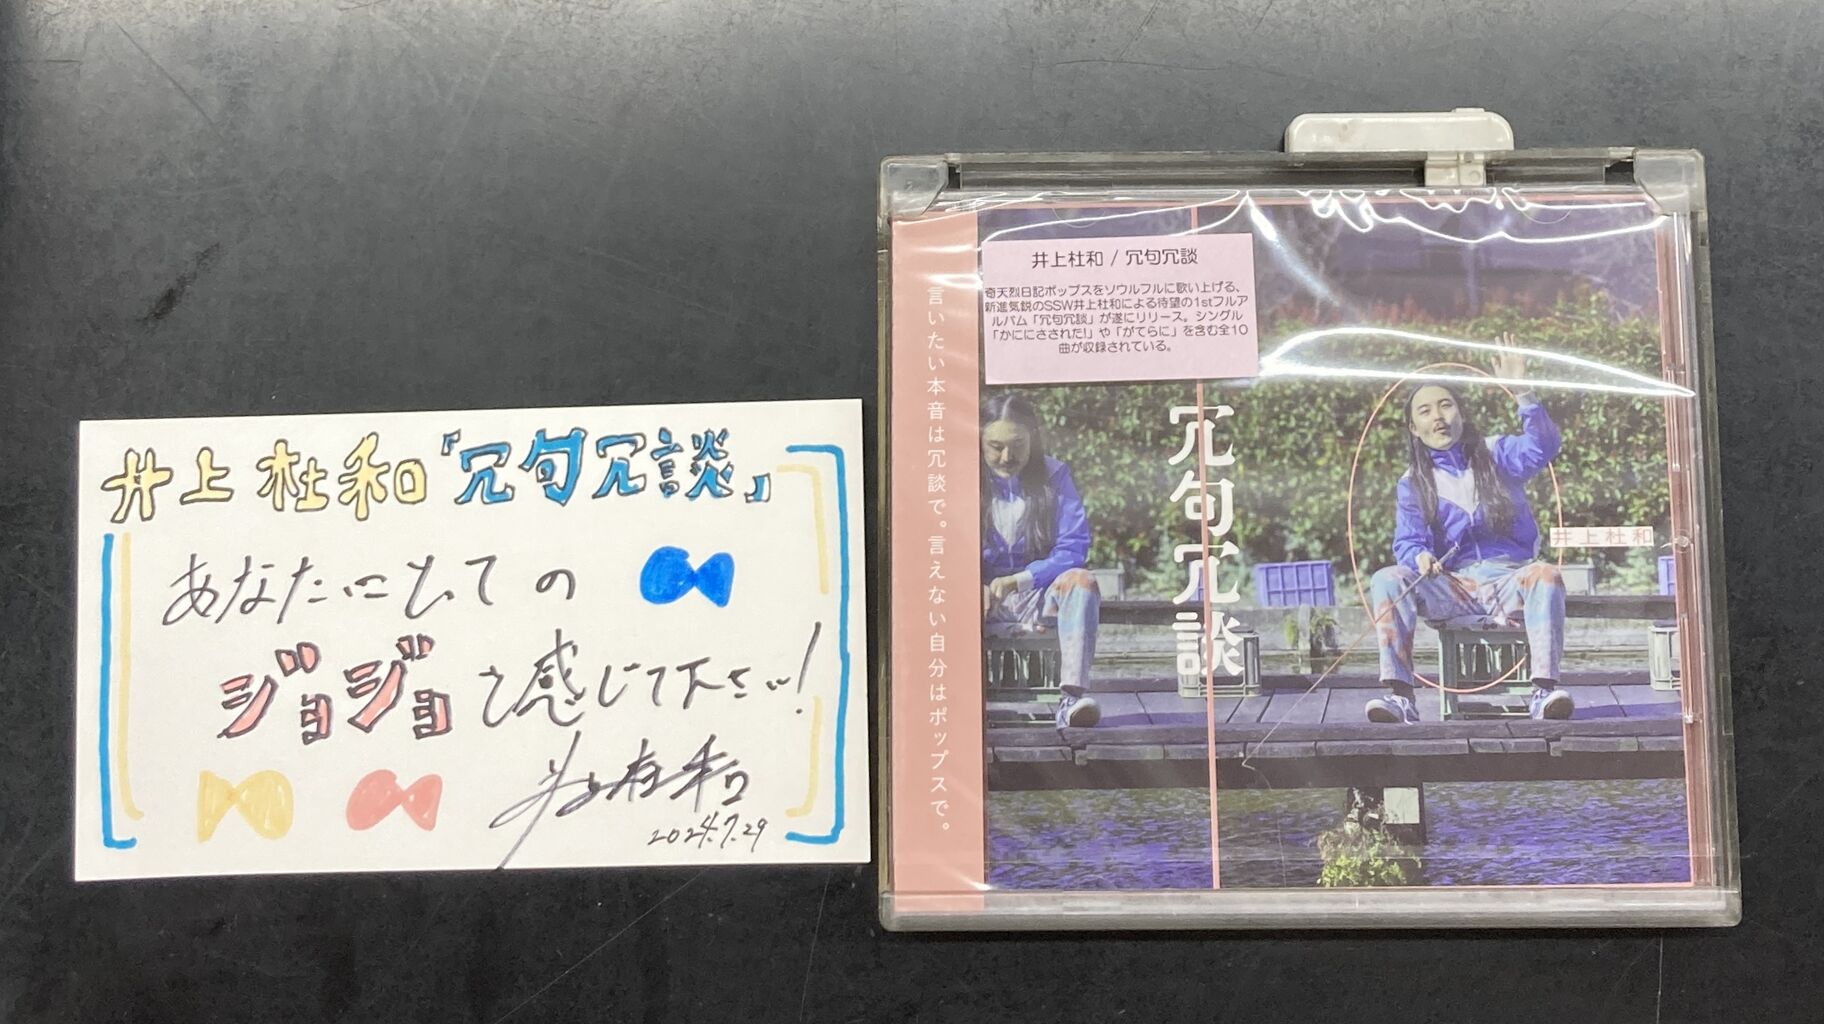 井上杜和『冗句冗談』
あなたにとっての
ジョジョを感じて下さい!
井上杜和
2024.7.29
言いたい本音は冗談で。言えない自分はポップスで。
井上杜和 / 冗句冗談
奇天烈日記ポップスをソウルフルに歌い上げる、
新進気鋭のSSW井上杜和による待望の1stフルア
ルバム「冗句冗談」が遂にリリース。シングル
「かににさされた!」や「がてらに」を含む全10
曲が収録されている。
冗句冗談
井上杜和